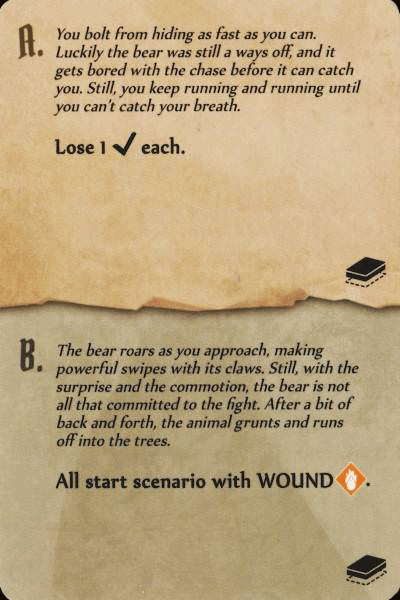 A. You bolt from hiding as fast as you can.
Luckily the bear was still a ways off, and it
gets bored with the chase before it can catch
you. Still, you keep running and running until
you can't catch your breath.
Lose 1 ✓ each.
B. The bear roars as you approach, making
powerful swipes with its claws. Still, with the
surprise and the commotion, the bear is not
all that committed to the fight. After a bit of
back and forth, the animal grunts and runs
off into the trees.
All start scenario with WOUND.